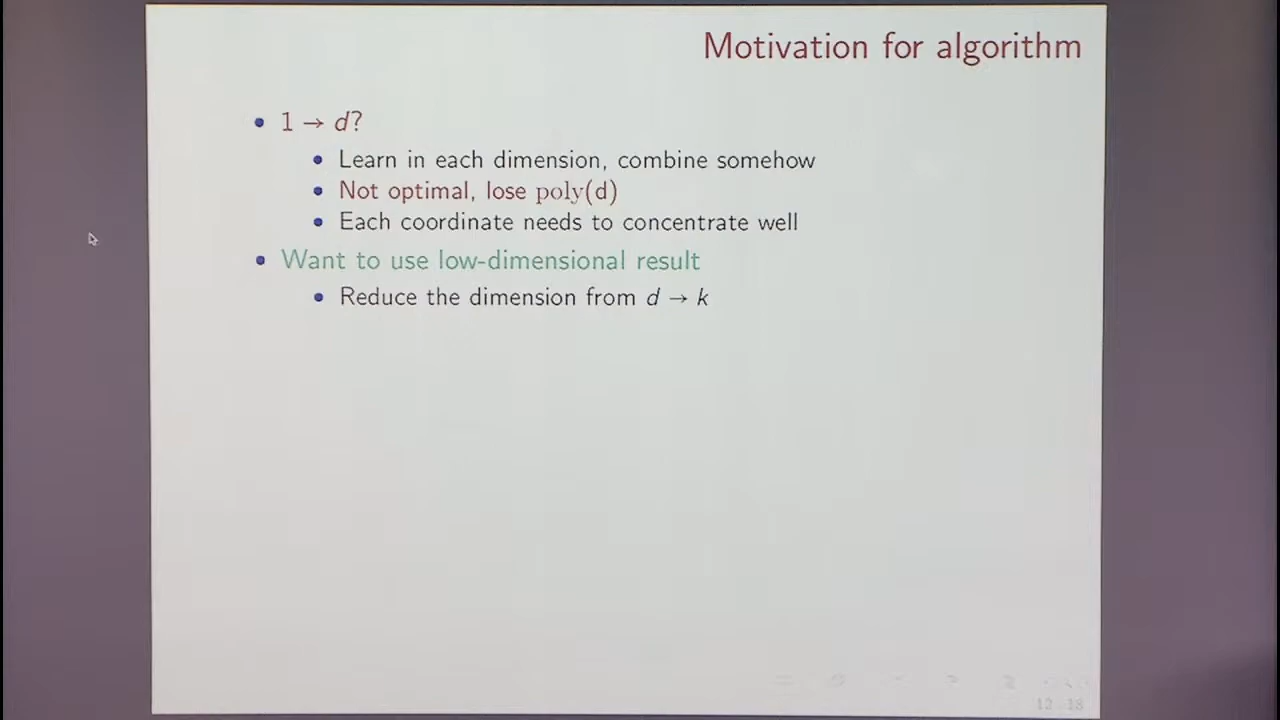 Motivation for algorithm
• 1 → d?
• Learn in each dimension, combine somehow
• Not optimal, lose poly(d)
• Each coordinate needs to concentrate well
• Want to use low-dimensional result
• Reduce the dimension from d → k